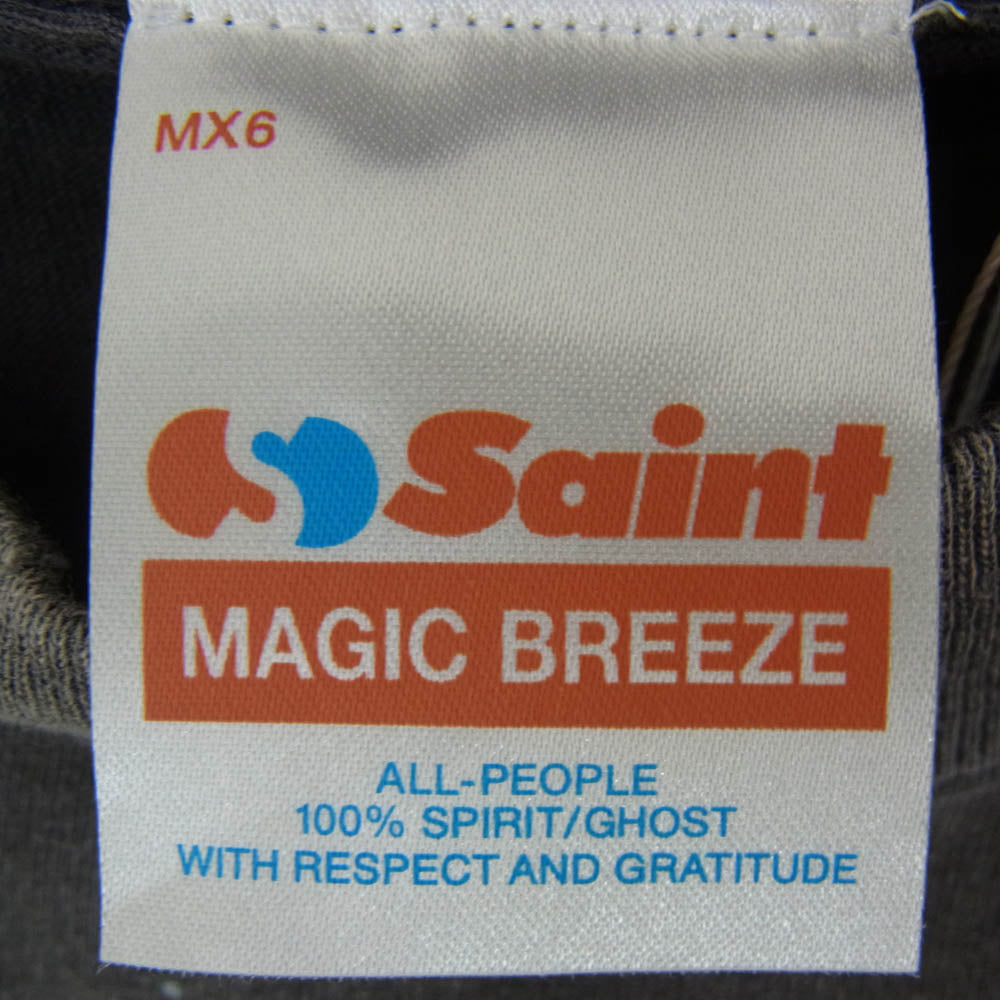 MX6
Saint
MAGIC BREEZE
ALL-PEOPLE
100% SPIRIT/GHOST
WITH RESPECT AND GRATITUDE